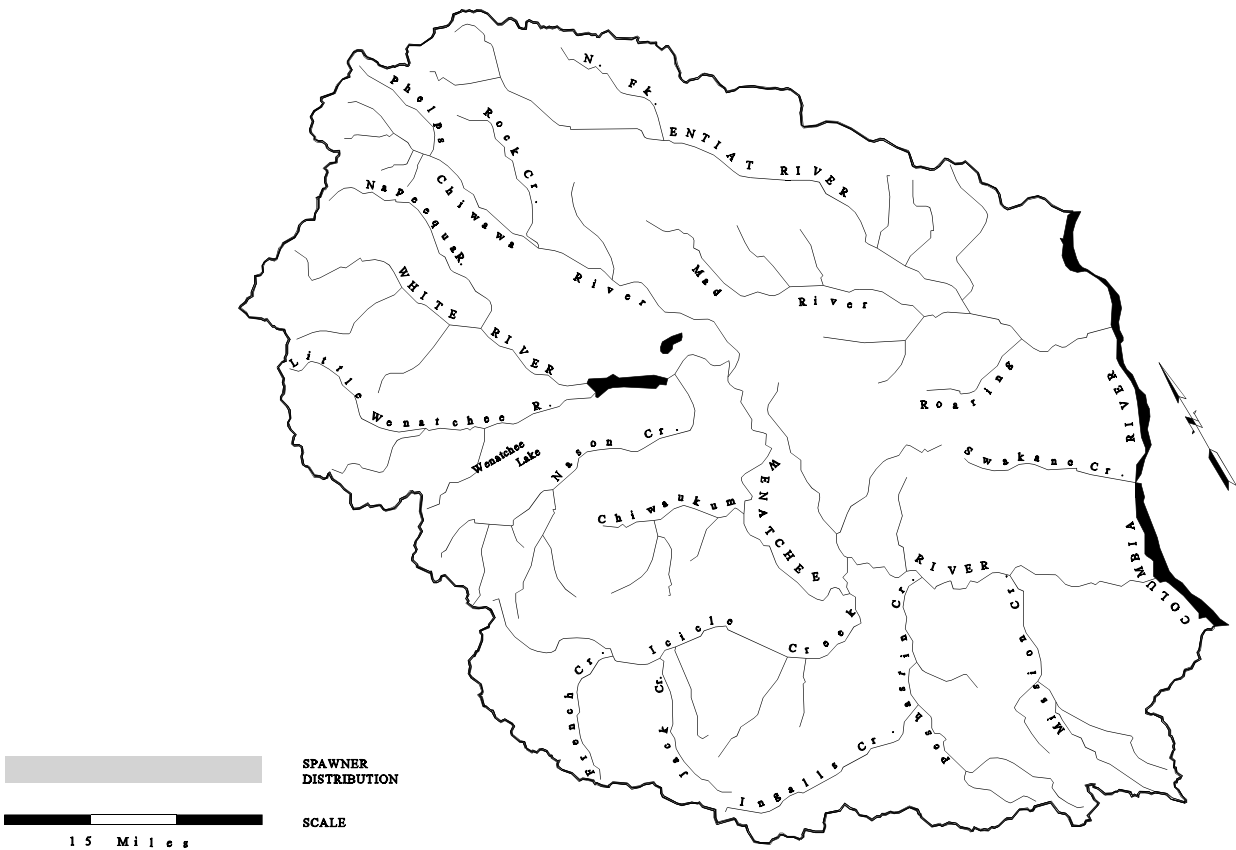 N. Fk.
Phelps
Rock Cr.
ENTIAT RIVER
Chiwawa River
Napeequa R.
WHITE RIVER
Mad River
Little Wenatchee R.
Roaring
RIVER
Wenatchee
Lake
Nason Cr.
Swakane Cr.
Chiwaukum
WENATCHEE RIVER
COLUMBIA
Icicle Creek
French Cr.
Jack Cr.
Ingalls Cr.
Peshastin Cr.
Mission Cr.
N
SPAWNER
DISTRIBUTION
SCALE
15 Miles